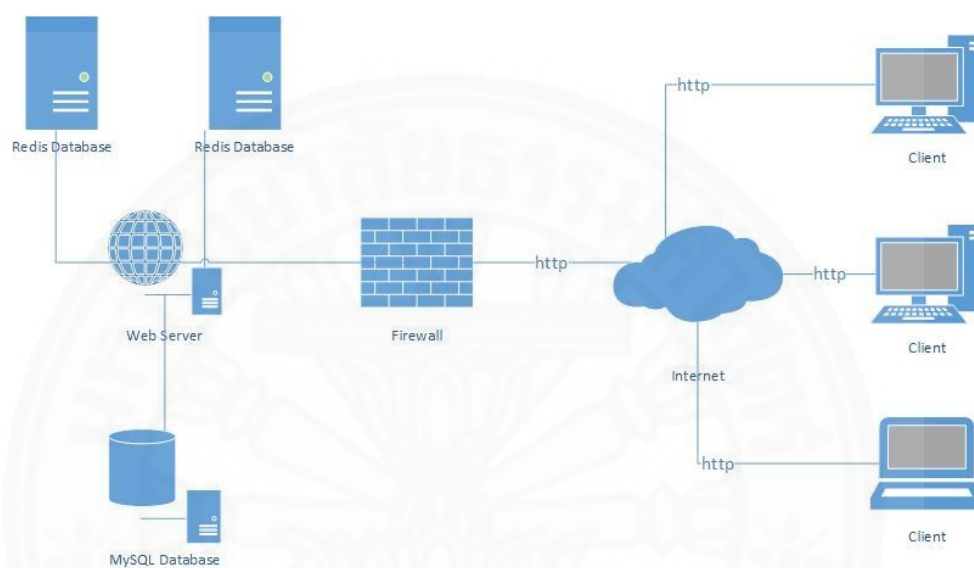 Redis Database
Redis Database
http
Client
http
http
Client
Web Server
Firewall
Internet
http
Client
MySQL Database